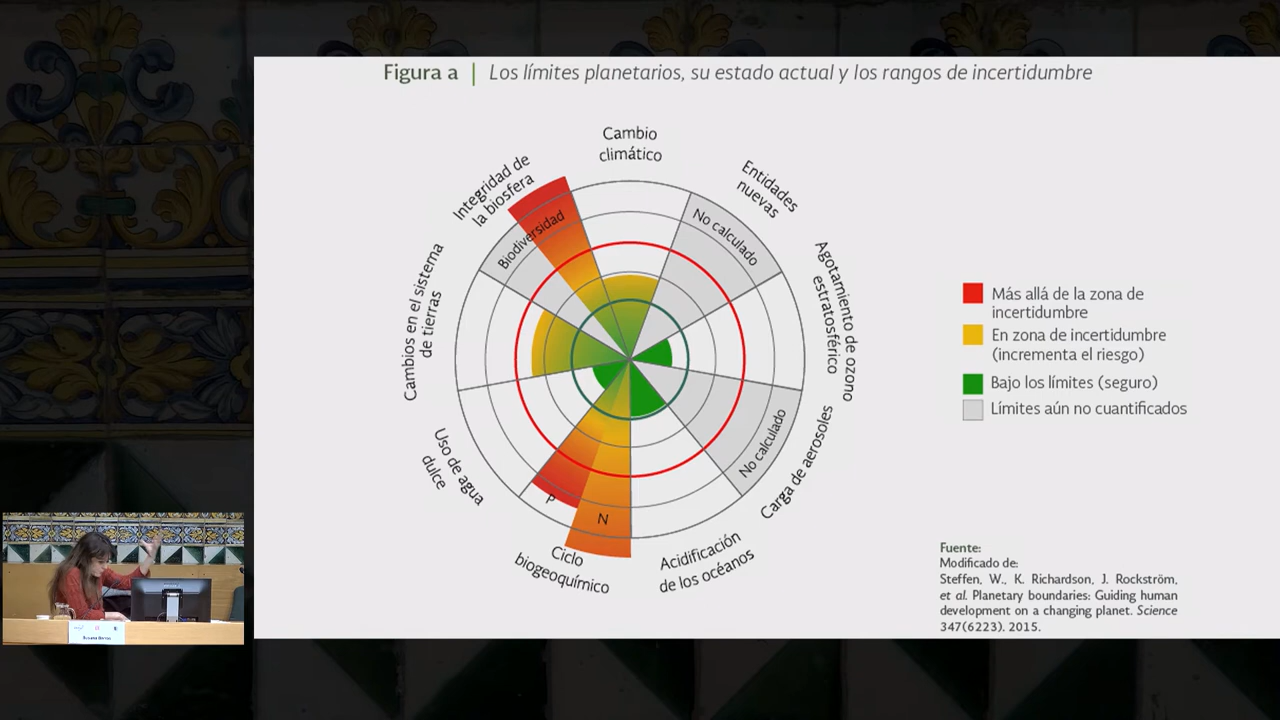 Figura a | Los límites planetarios, su estado actual y los rangos de incertidumbre
Cambio
climático
Entidades
nuevas
Integridad de
la biosfera
Biodiversidad
No calculado
Cambios en el sistema
de tierras
Agotamiento de ozono
estratosférico
Más allá de la zona de
incertidumbre
En zona de incertidumbre
(incrementa el riesgo)
Bajo los límites (seguro)
Límites aún no cuantificados
Uso de agua
dulce
No calculado
Carga de aerosoles
P
N
Ciclo
biogeoquímico
Acidificación
de los océanos
Fuente:
Modificado de:
Steffen, W., K. Richardson, J. Rockström,
et al. Planetary boundaries: Guiding human
development on a changing planet. Science
347(6223). 2015.